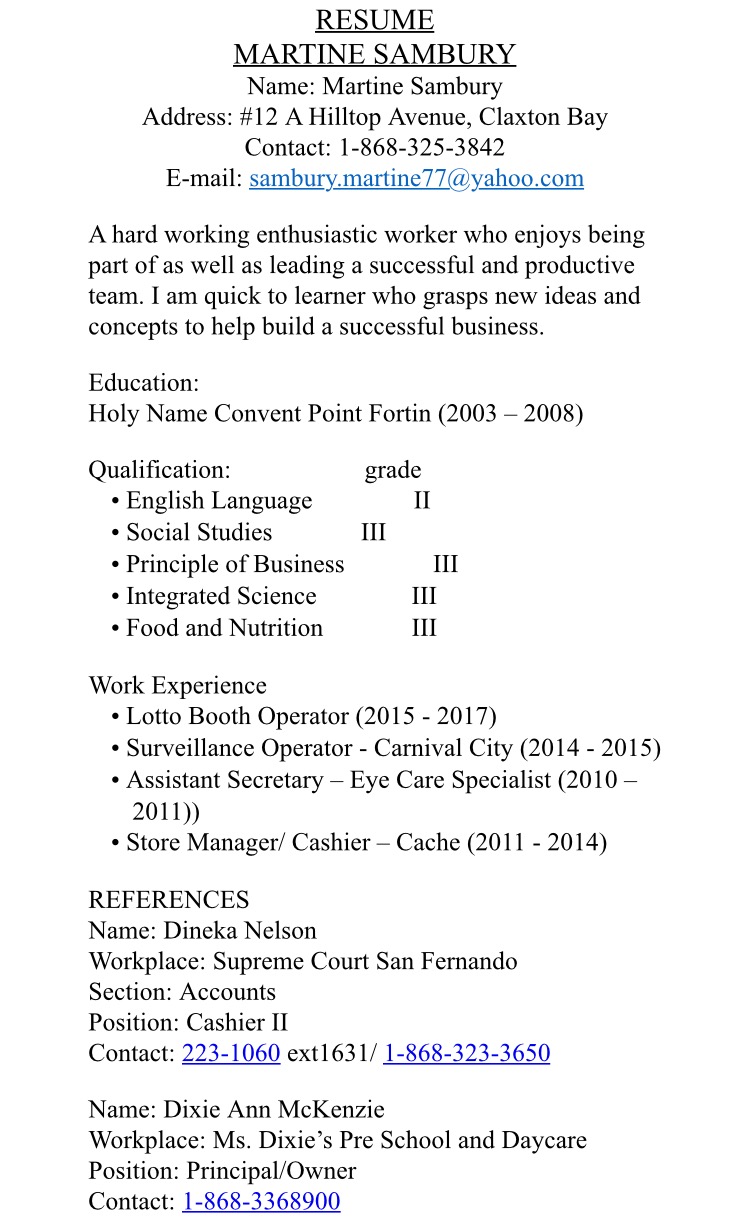 RESUME
MARTINE SAMBURY
Name: Martine Sambury
Address: #12 A Hilltop Avenue, Claxton Bay
Contact: 1-868-325-3842
E-mail: sambury.martine77@yahoo.com
A hard working enthusiastic worker who enjoys being
part of as well as leading a successful and productive
team. I am quick to learner who grasps new ideas and
concepts to help build a successful business.
Education:
Holy Name Convent Point Fortin (2003 – 2008)
Qualification: grade
• English Language II
• Social Studies III
• Principle of Business III
• Integrated Science III
• Food and Nutrition III
Work Experience
• Lotto Booth Operator (2015 - 2017)
• Surveillance Operator - Carnival City (2014 - 2015)
• Assistant Secretary – Eye Care Specialist (2010 –
2011))
• Store Manager/ Cashier – Cache (2011 - 2014)
REFERENCES
Name: Dineka Nelson
Workplace: Supreme Court San Fernando
Section: Accounts
Position: Cashier II
Contact: 223-1060 ext1631/ 1-868-323-3650
Name: Dixie Ann McKenzie
Workplace: Ms. Dixie’s Pre School and Daycare
Position: Principal/Owner
Contact: 1-868-3368900